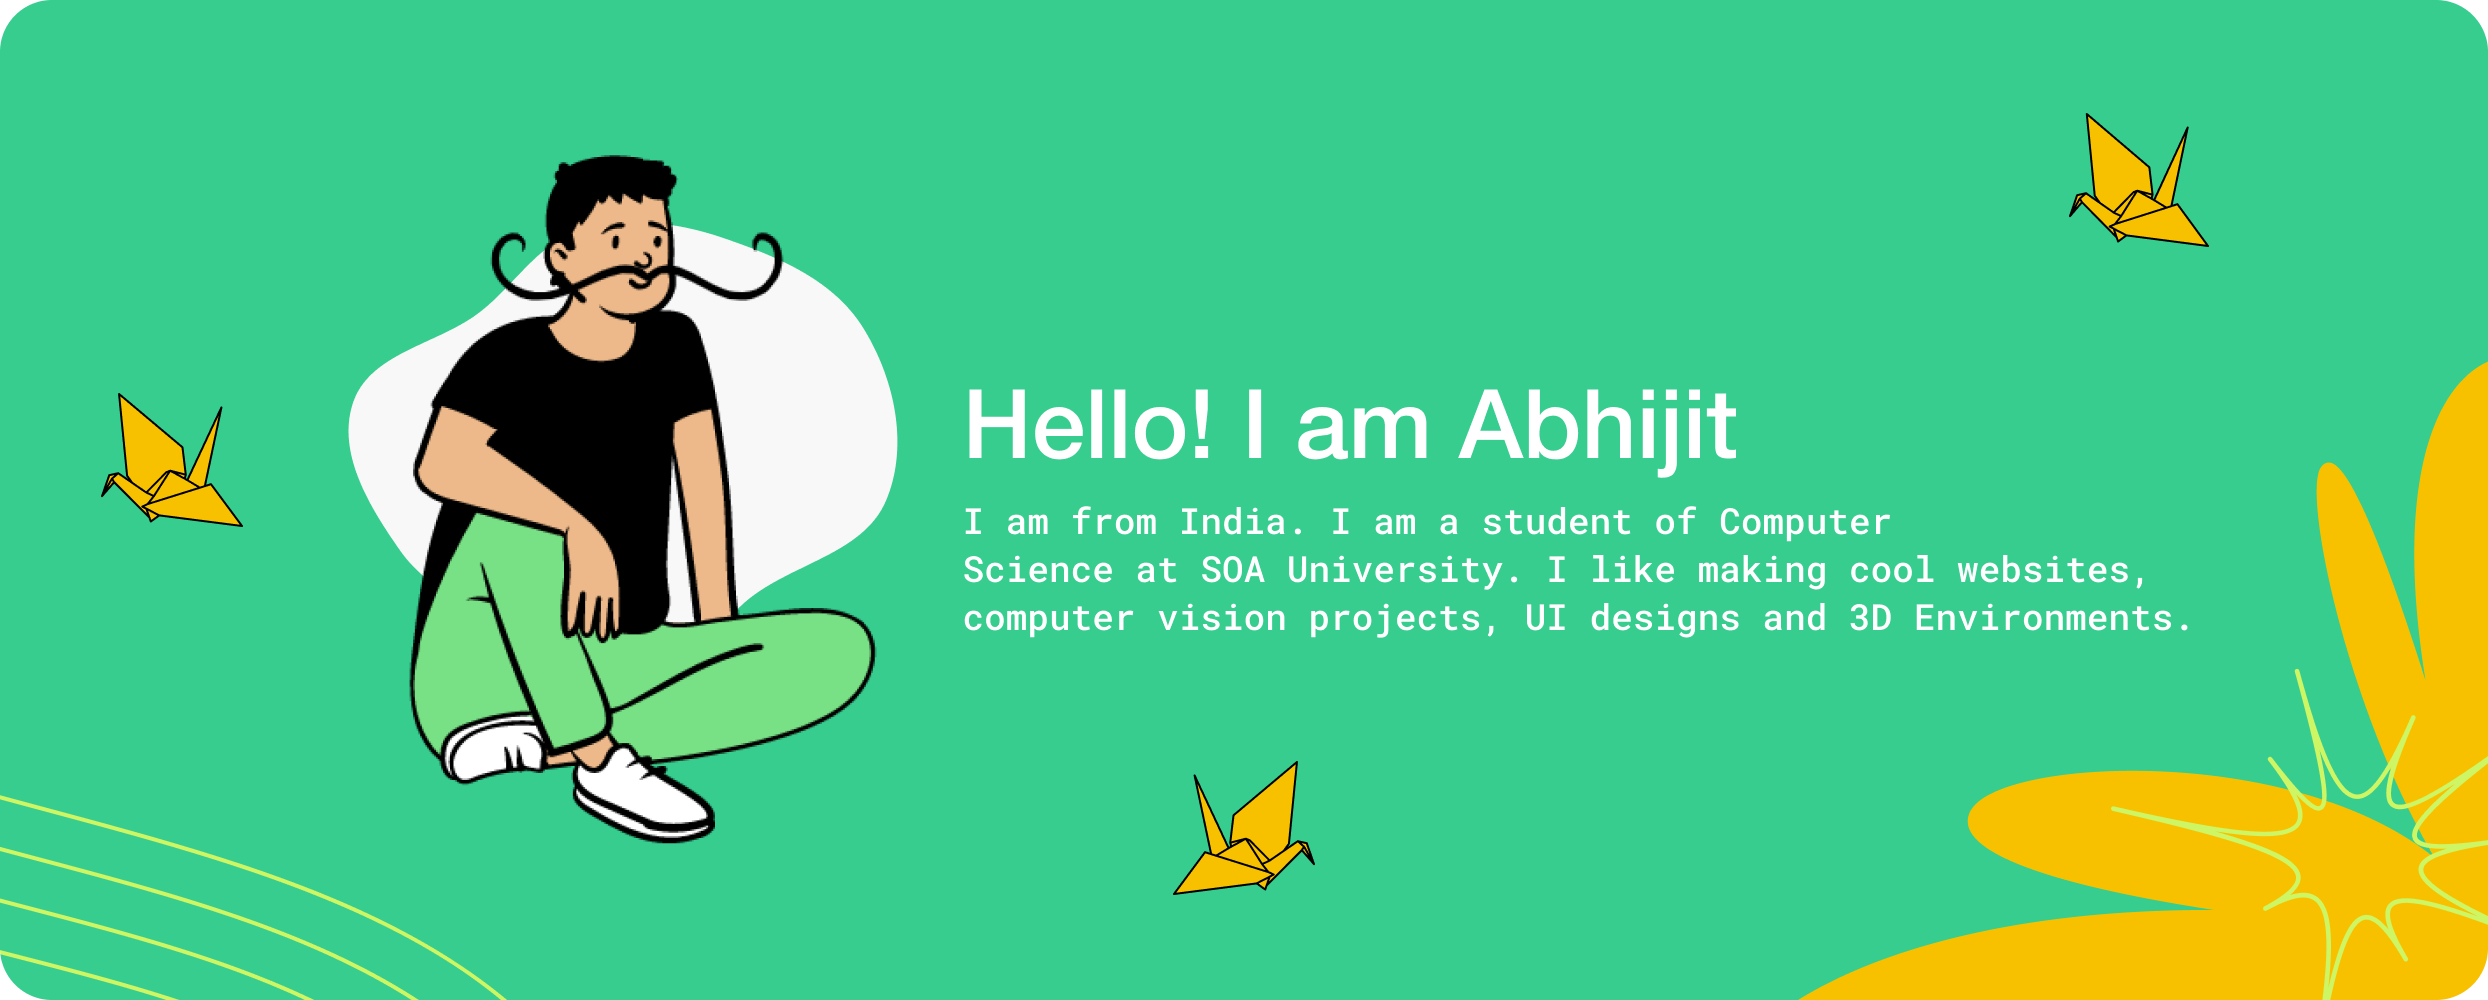 Hello! I am Abhijit
I am from India. I am a student of Computer
Science at SOA University. I like making cool websites,
computer vision projects, UI designs and 3D Environments.